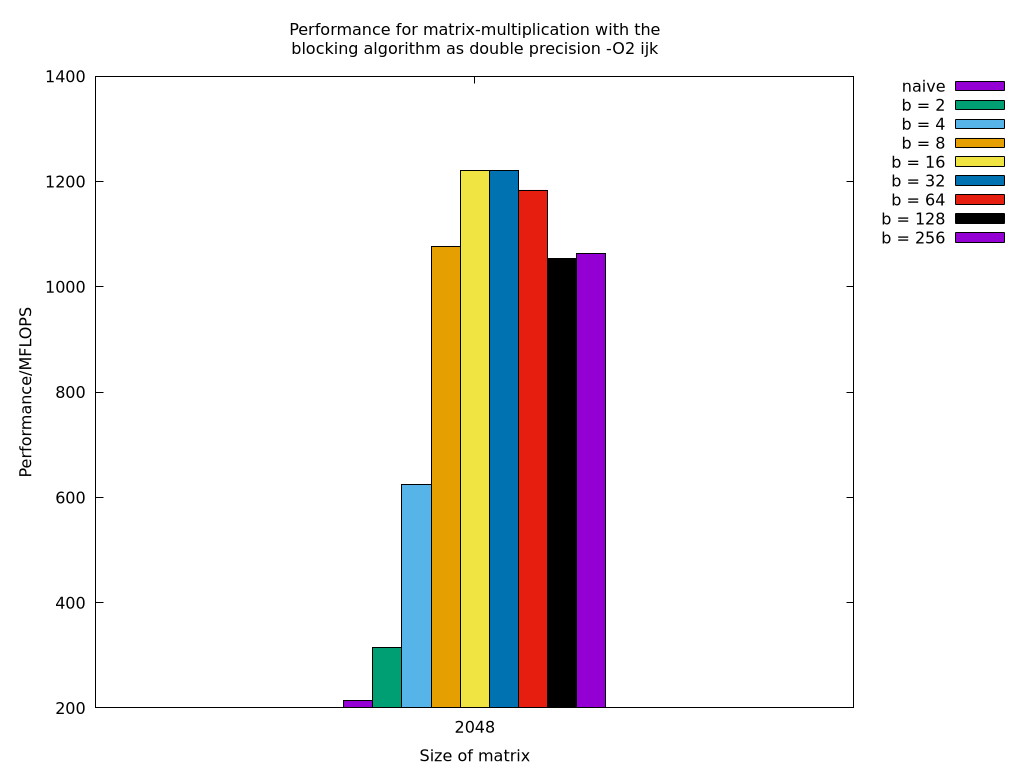 Performance for matrix-multiplication with the
blocking algorithm as double precision -O2 ijk
1400
1200
1000
800
600
400
200
Performance/MFLOPS
2048
Size of matrix
naive
b = 2
b = 4
b = 8
b = 16
b = 32
b = 64
b = 128
b = 256